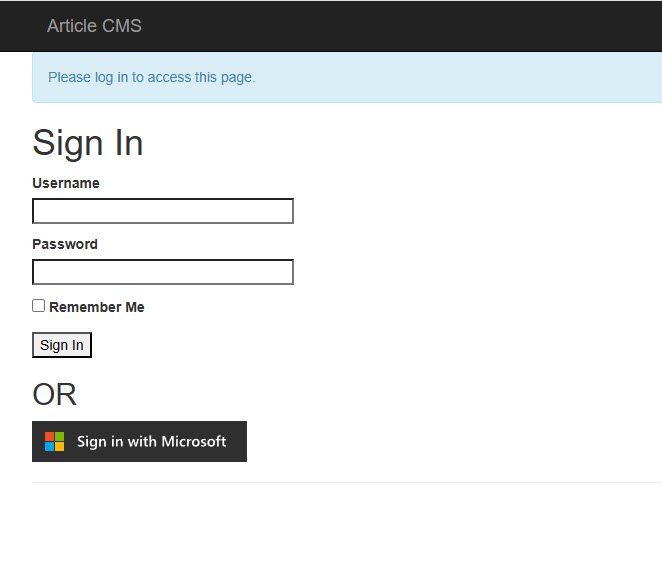 Article CMS
Please log in to access this page.
Sign In
Username
Password
Remember Me
Sign In
OR
Sign in with Microsoft